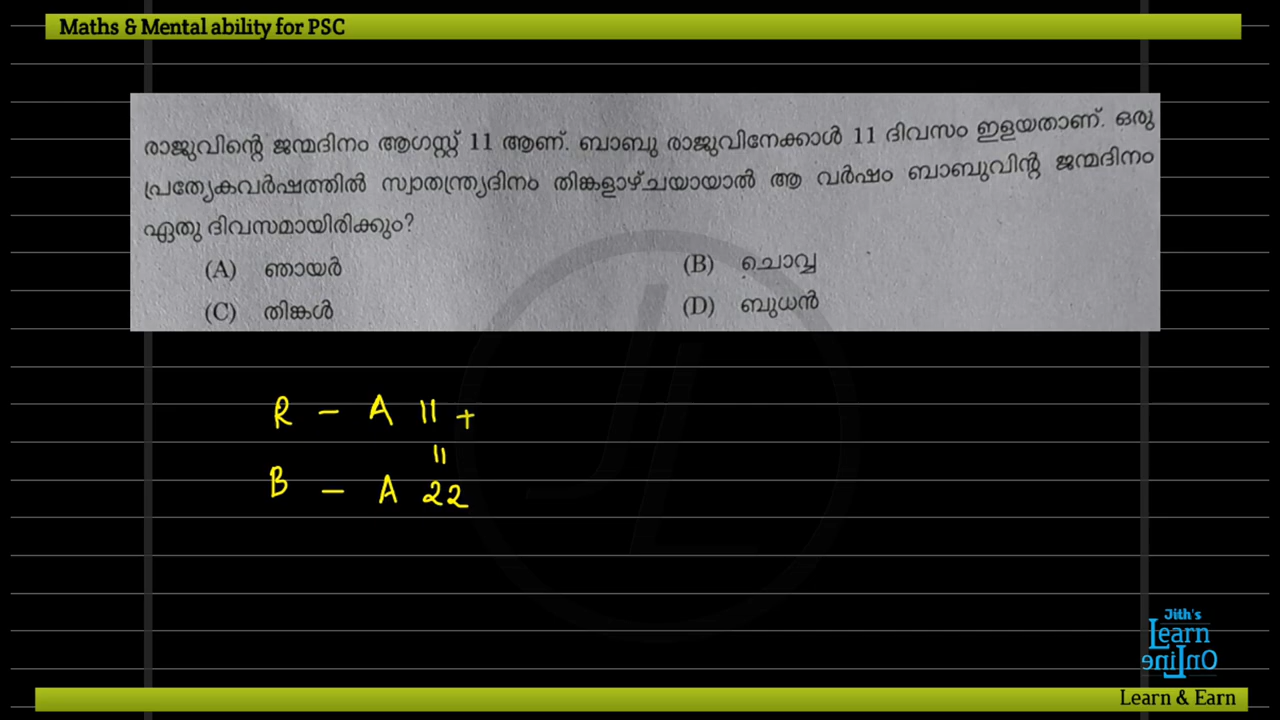 Maths & Mental ability for PSC
രാജുവിന്റെ ജന്മദിനം ആഗസ്റ്റ് 11 ആണ്. ബാബു രാജുവിനേക്കാൾ 11 ദിവസം ഇളയതാണ്. ഒരു
പ്രത്യേകവർഷത്തിൽ സ്വാതന്ത്ര്യദിനം തിങ്കളാഴ്ചയായാൽ ആ വർഷം ബാബുവിന്റ ജന്മദിനം
ഏതു ദിവസമായിരിക്കും?
(A) ഞായർ (B) ചൊവ്വ
(C) തിങ്കൾ (D) ബുധൻ
R - A 11 +
11
B - A 22
JL
Jith's
Learn
OnLine
Learn & Earn